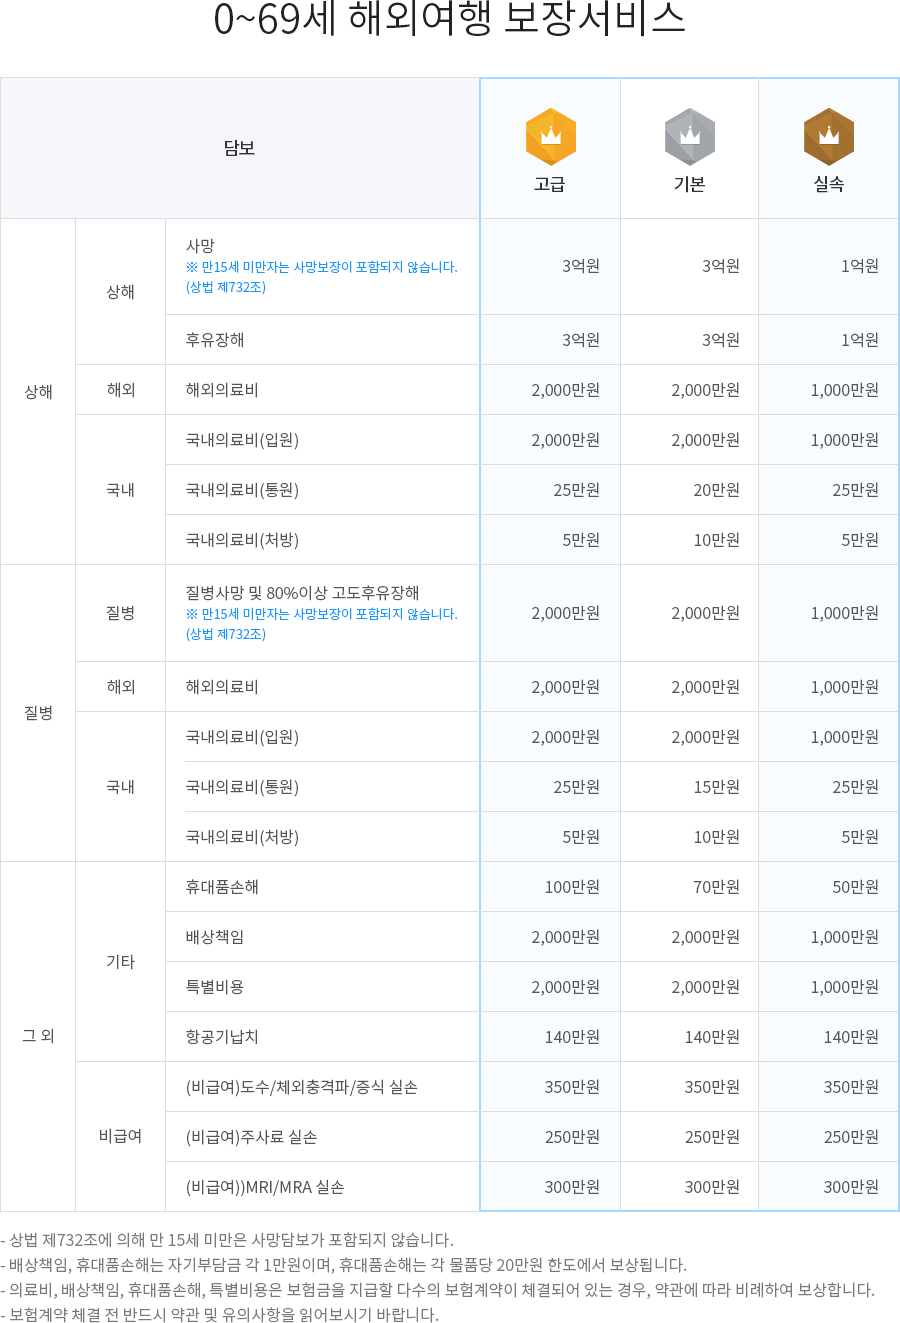 0~69세 해외여행 보장서비스
담보
고급
기본
실속
상해
상해
사망
※ 만15세 미만자는 사망보장이 포함되지 않습니다.
(상법 제732조)
3억원
3억원
1억원
후유장해
3억원
3억원
1억원
해외
해외의료비
2,000만원
2,000만원
1,000만원
국내
국내의료비(입원)
2,000만원
2,000만원
1,000만원
국내의료비(통원)
25만원
20만원
25만원
국내의료비(처방)
5만원
10만원
5만원
질병
질병
질병사망 및 80%이상 고도후유장해
※ 만15세 미만자는 사망보장이 포함되지 않습니다.
(상법 제732조)
2,000만원
2,000만원
1,000만원
해외
해외의료비
2,000만원
2,000만원
1,000만원
국내
국내의료비(입원)
2,000만원
2,000만원
1,000만원
국내의료비(통원)
25만원
15만원
25만원
국내의료비(처방)
5만원
10만원
5만원
그 외
기타
휴대품손해
100만원
70만원
50만원
배상책임
2,000만원
2,000만원
1,000만원
특별비용
2,000만원
2,000만원
1,000만원
항공기납치
140만원
140만원
140만원
비급여
(비급여)도수/체외충격파/증식 실손
350만원
350만원
350만원
(비급여)주사료 실손
250만원
250만원
250만원
(비급여))MRI/MRA 실손
300만원
300만원
300만원
- 상법 제732조에 의해 만 15세 미만은 사망담보가 포함되지 않습니다.
- 배상책임, 휴대품손해는 자기부담금 각 1만원이며, 휴대품손해는 각 물품당 20만원 한도에서 보상됩니다.
- 의료비, 배상책임, 휴대품손해, 특별비용은 보험금을 지급할 다수의 보험계약이 체결되어 있는 경우, 약관에 따라 비례하여 보상합니다.
- 보험계약 체결 전 반드시 약관 및 유의사항을 읽어보시기 바랍니다.